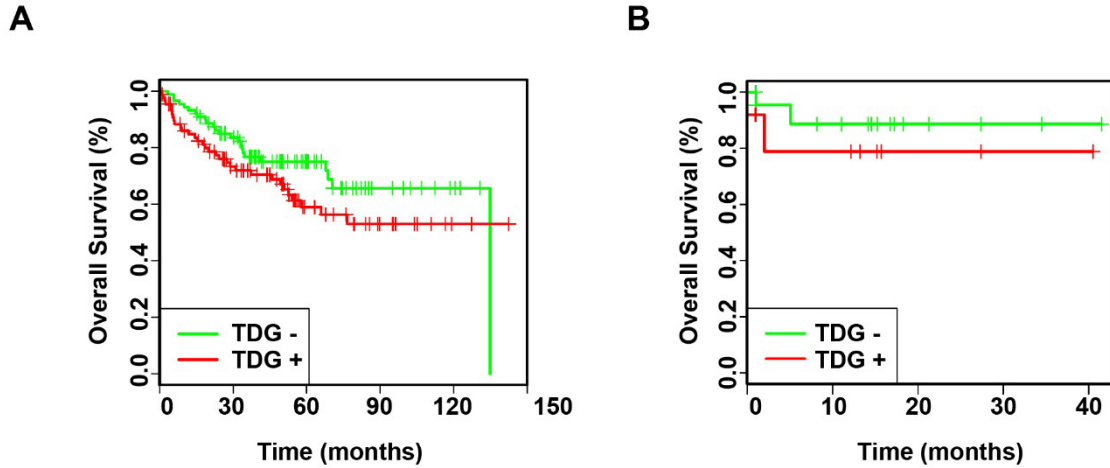 A
Overall Survival (%)
1.0
0.8
0.6
0.4
0.2
0.0
TDG -
TDG +
0 30 60 90 120 150
Time (months)
B
Overall Survival (%)
1.0
0.8
0.6
0.4
0.2
0.0
TDG -
TDG +
0 10 20 30 40
Time (months)